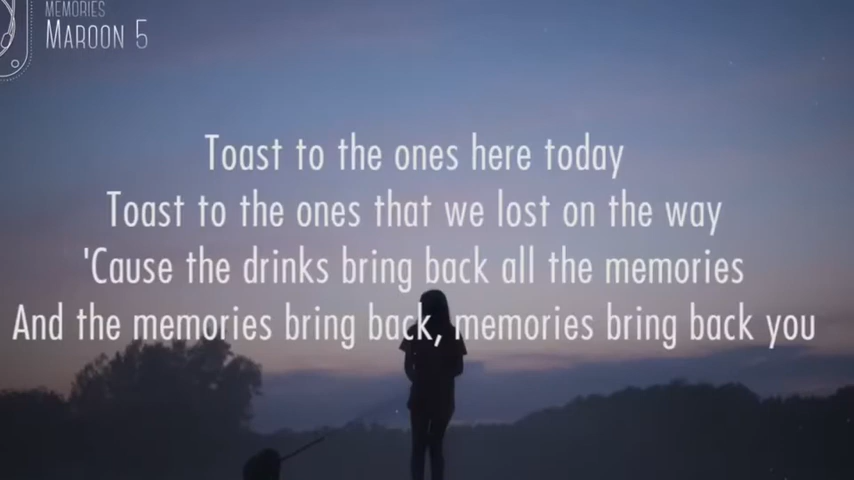 MEMORIES
MAROON 5
Toast to the ones here today
Toast to the ones that we lost on the way
'Cause the drinks bring back all the memories
And the memories bring back, memories bring back you